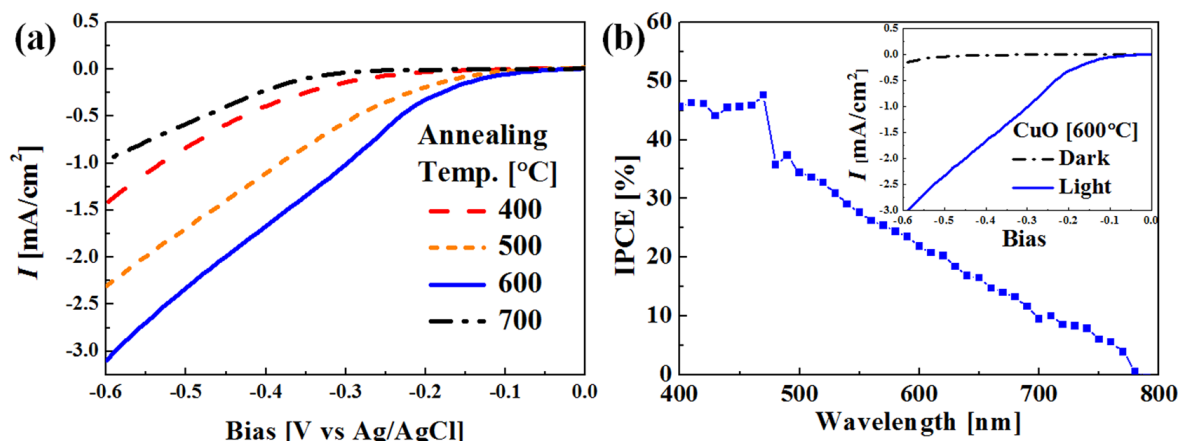 (a)
0.5
0.0
-0.5
-1.0
-1.5
-2.0
-2.5
-3.0
I [mA/cm²]
Annealing
Temp. [°C]
400
500
600
700
-0.6 -0.5 -0.4 -0.3 -0.2 -0.1 0.0
Bias [V vs Ag/AgCl]
(b)
60
50
40
30
20
10
0
IPCE [%]
400 500 600 700 800
Wavelength [nm]
0.5
0.0
-0.5
-1.0
-1.5
-2.0
-2.5
-3.0
I [mA/cm²]
CuO [600°C]
Dark
Light
-0.6 -0.5 -0.4 -0.3 -0.2 -0.1 0.0
Bias